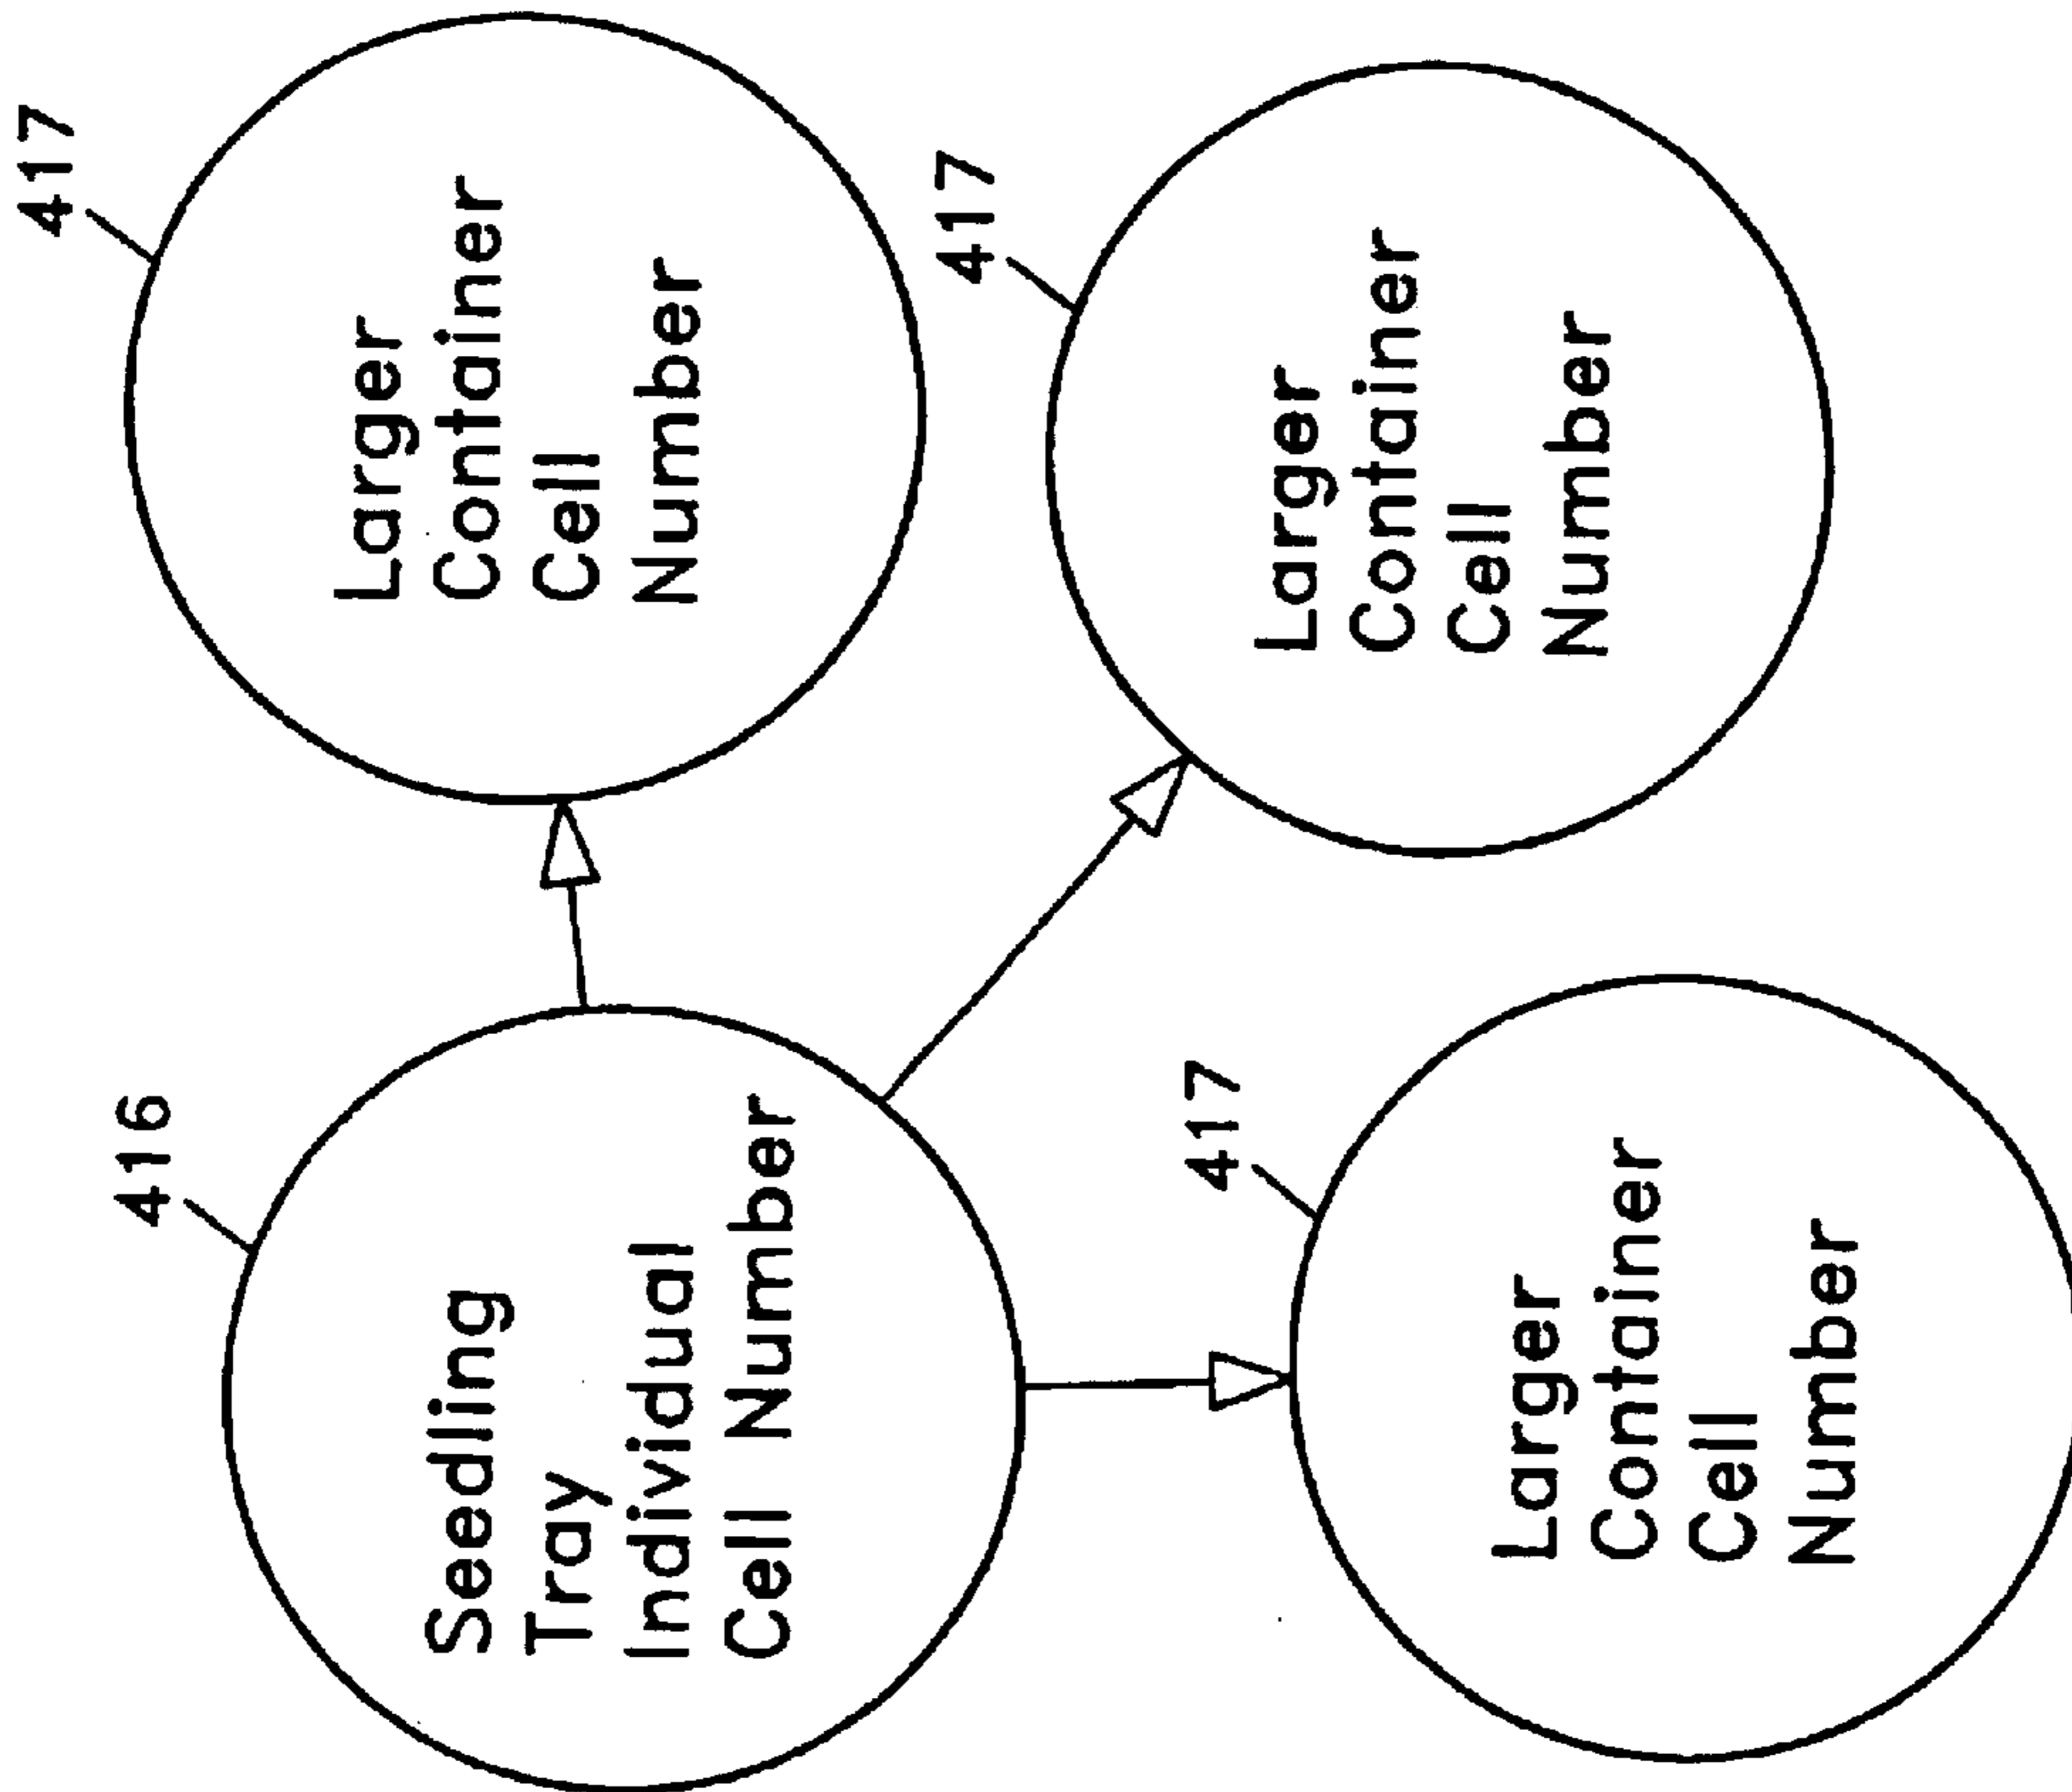 416
Seedling
Tray
Individual
Cell Number
417
Larger
Container
Cell
Number
417
Larger
Container
Cell
Number
417
Larger
Container
Cell
Number